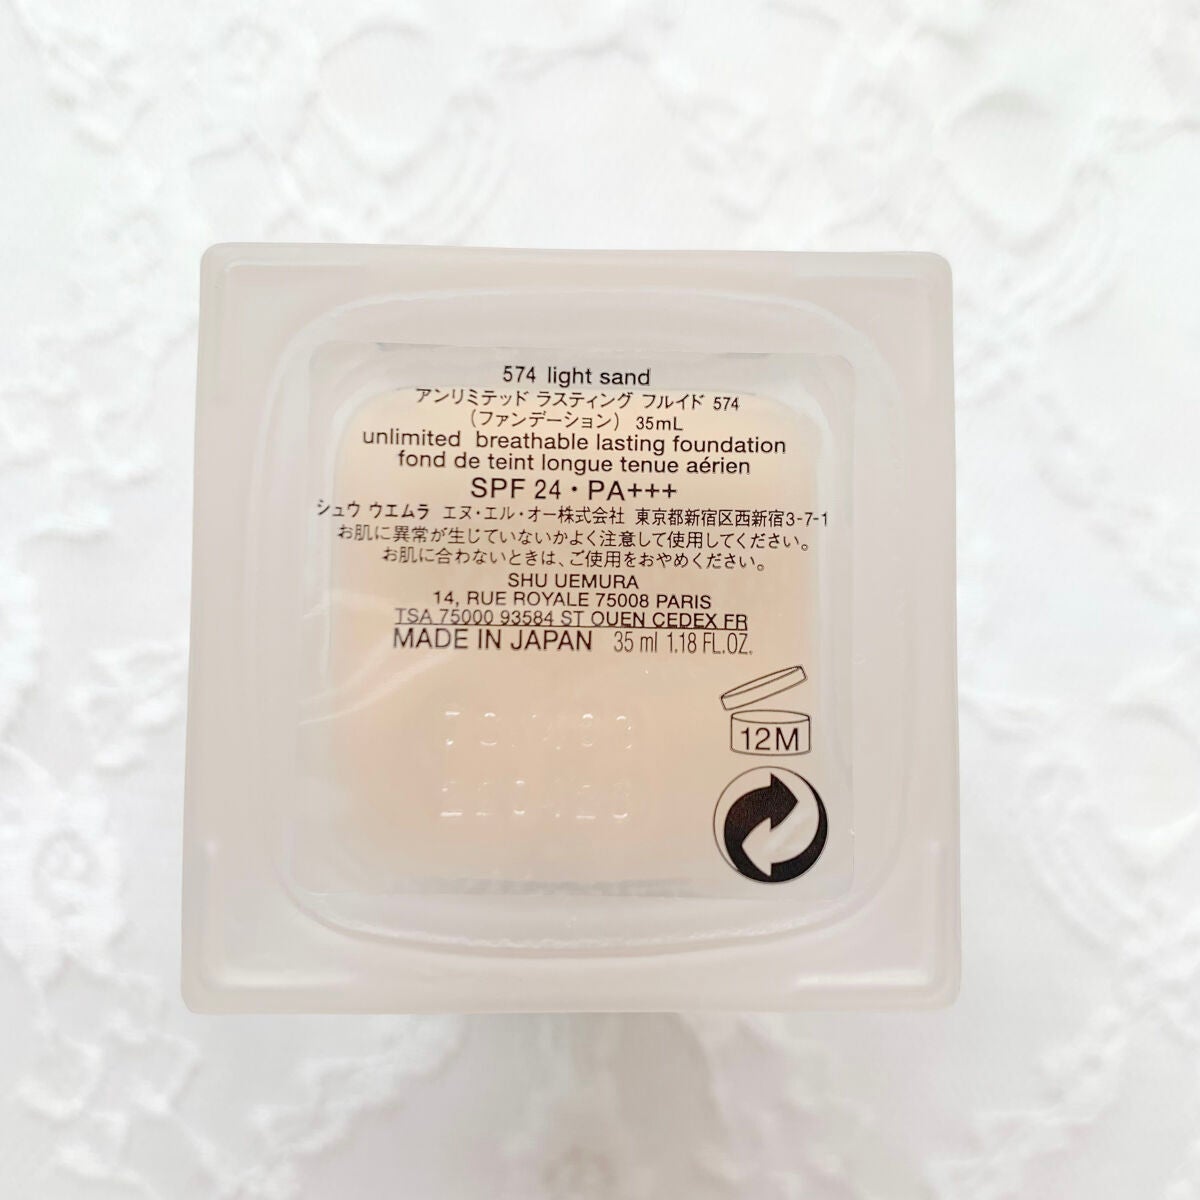 574 light sand
アンリミテッド ラスティング フルイド 574
（ファンデーション） 35mL
unlimited breathable lasting foundation
fond de teint longue tenue aérien
SPF 24・PA+++
シュウ ウエムラ エヌ・エル・オー株式会社 東京都新宿区西新宿3-7-1
お肌に異常が生じていないかよく注意して使用してください。
お肌に合わないときは、ご使用をおやめください。
SHU UEMURA
14, RUE ROYALE 75008 PARIS
TSA 75000 93584 ST OUEN CEDEX FR
MADE IN JAPAN 35 ml 1.18 FL.OZ.
12M